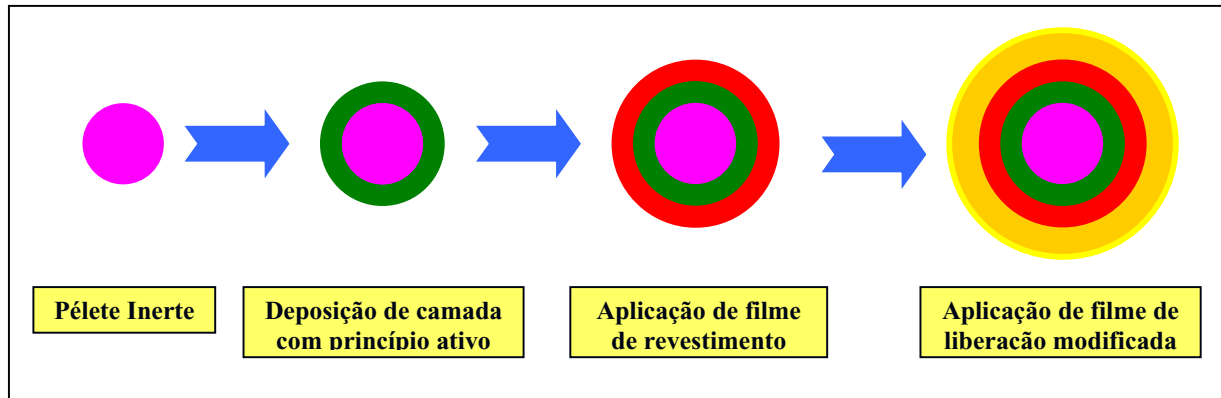 Pélete Inerte
Deposição de camada
com princípio ativo
Aplicação de filme
de revestimento
Aplicação de filme de
liberação modificada